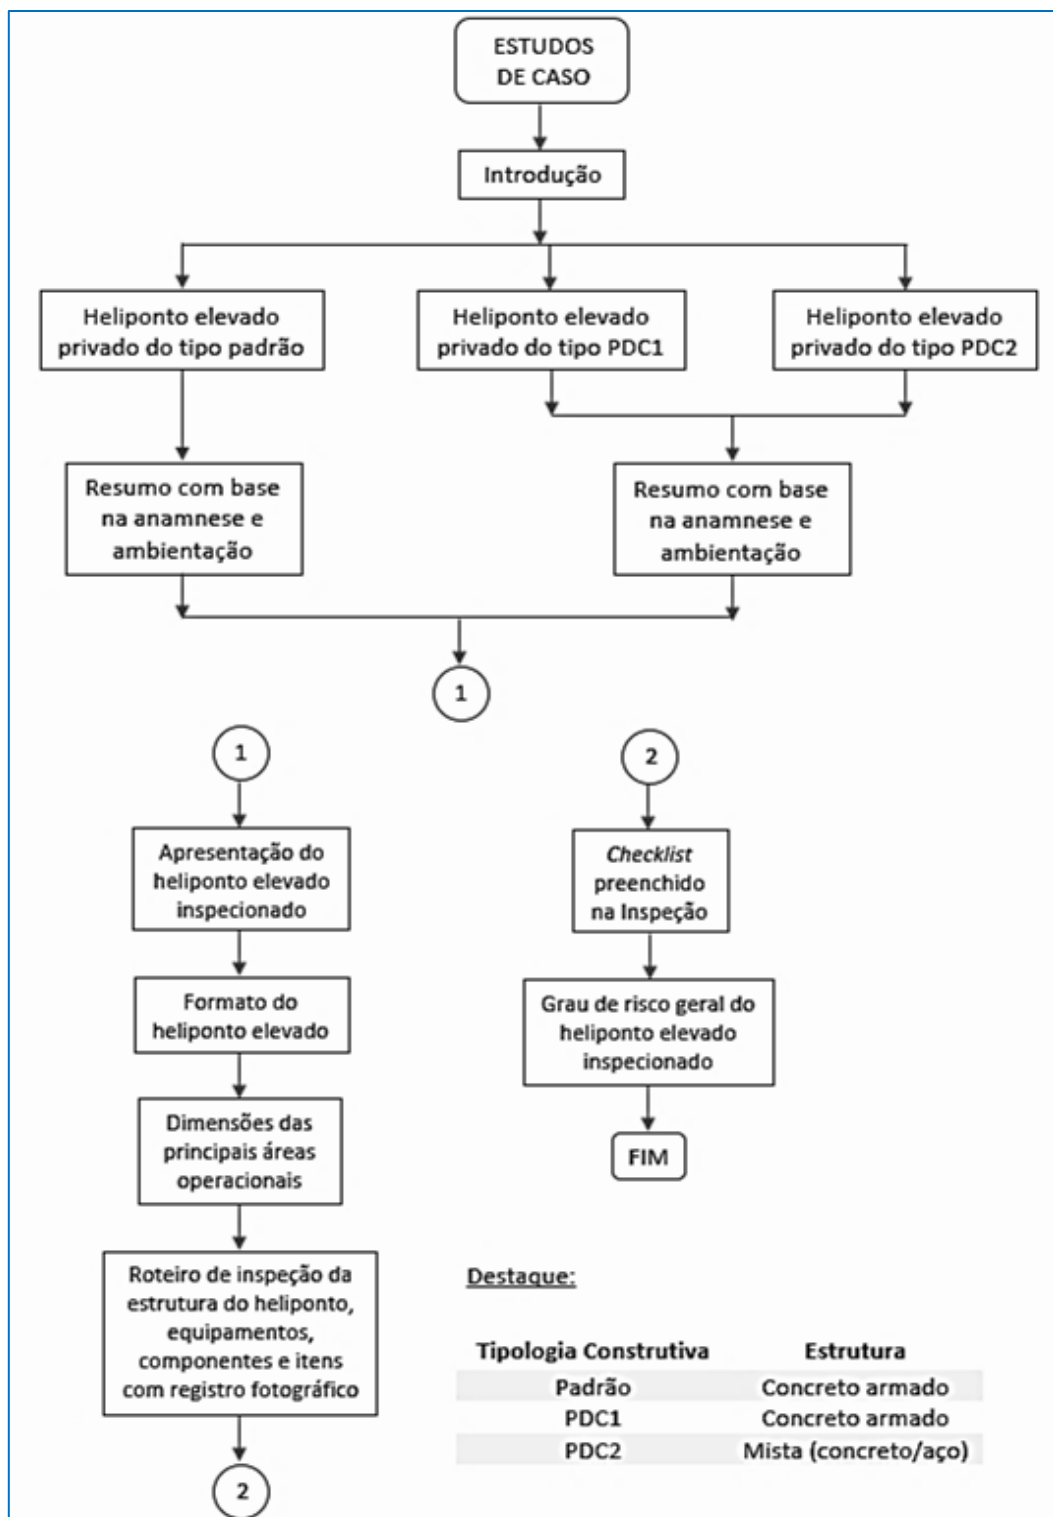 ESTUDOS
DE CASO
Introdução
Heliponto elevado
privado do tipo padrão
Heliponto elevado
privado do tipo PDC1
Heliponto elevado
privado do tipo PDC2
Resumo com base
na anamnese e
ambientação
Resumo com base
na anamnese e
ambientação
1
1
Apresentação do
heliponto elevado
inspecionado
Formato do
heliponto elevado
Dimensões das
principais áreas
operacionais
Roteiro de inspeção da
estrutura do heliponto,
equipamentos,
componentes e itens
com registro fotográfico
2
2
Checklist
preenchido
na Inspeção
Grau de risco geral do
heliponto elevado
inspecionado
FIM
Destaque:
Tipologia Construtiva Estrutura
Padrão Concreto armado
PDC1 Concreto armado
PDC2 Mista (concreto/aço)